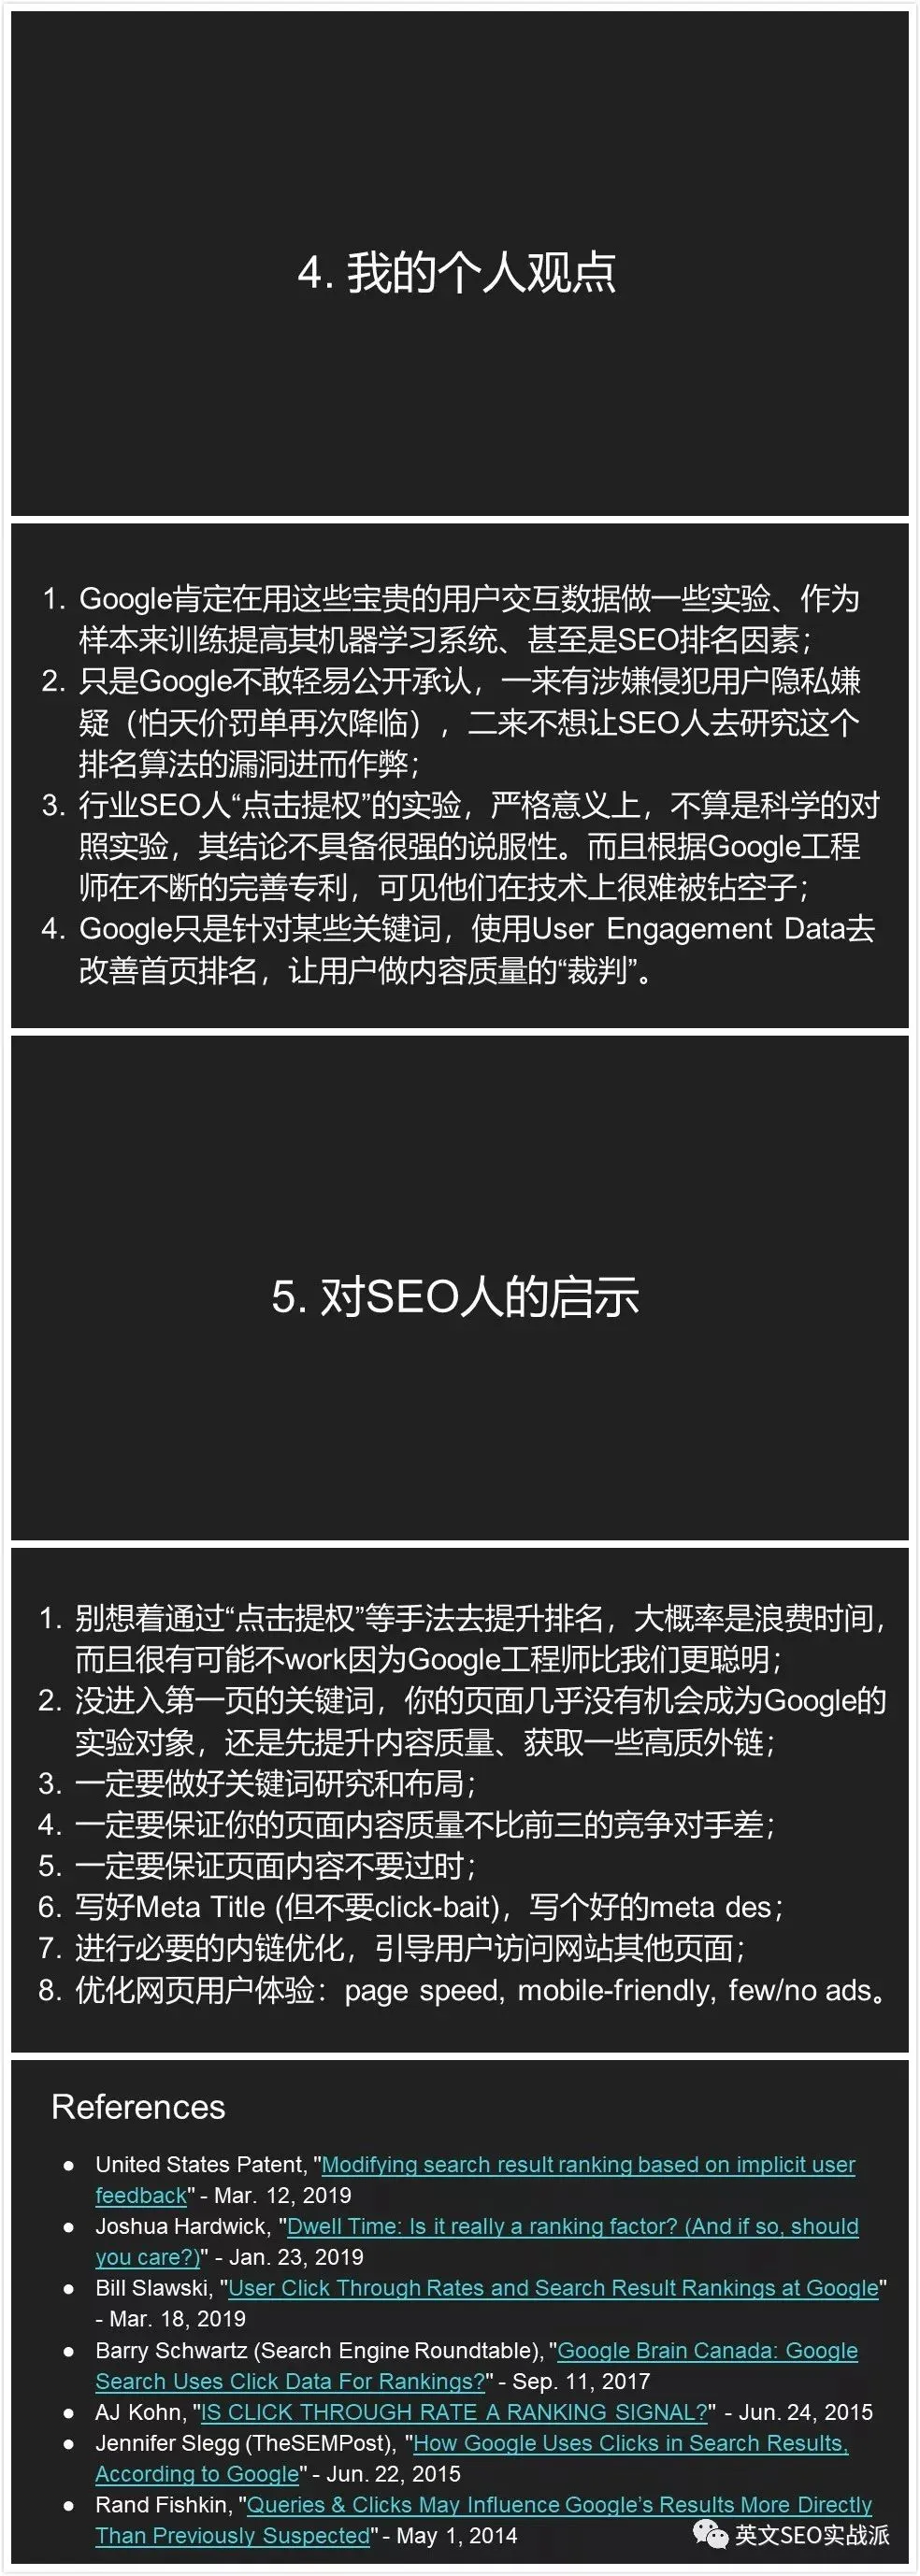 4. 我的个人观点
1. Google肯定在用这些宝贵的用户交互数据做一些实验、作为
样本来训练提高其机器学习系统、甚至是SEO排名因素；
2. 只是Google不敢轻易公开承认，一来有涉嫌侵犯用户隐私嫌
疑（怕天价罚单再次降临），二来不想让SEO人去研究这个
排名算法的漏洞进而作弊；
3. 行业SEO人“点击提权”的实验，严格意义上，不算是科学的对
照实验，其结论不具备很强的说服性。而且根据Google工程
师在不断的完善专利，可见他们在技术上很难被钻空子；
4. Google只是针对某些关键词，使用User Engagement Data去
改善首页排名，让用户做内容质量的“裁判”。
5. 对SEO人的启示
1. 别想着通过“点击提权”等手法去提升排名，大概率是浪费时间，
而且很有可能不work因为Google工程师比我们更聪明；
2. 没进入第一页的关键词，你的页面几乎没有机会成为Google的
实验对象，还是先提升内容质量、获取一些高质外链；
3. 一定要做好关键词研究和布局；
4. 一定要保证你的页面内容质量不比前三的竞争对手差；
5. 一定要保证页面内容不要过时；
6. 写好Meta Title (但不要click-bait)，写个好的meta des；
7. 进行必要的内链优化，引导用户访问网站其他页面；
8. 优化网页用户体验：page speed, mobile-friendly, few/no ads。
References
● United States Patent, "Modifying search result ranking based on implicit user
feedback" - Mar. 12, 2019
● Joshua Hardwick, "Dwell Time: Is it really a ranking factor? (And if so, should
you care?)" - Jan. 23, 2019
● Bill Slawski, "User Click Through Rates and Search Result Rankings at Google"
- Mar. 18, 2019
● Barry Schwartz (Search Engine Roundtable), "Google Brain Canada: Google
Search Uses Click Data For Rankings?" - Sep. 11, 2017
● AJ Kohn, "IS CLICK THROUGH RATE A RANKING SIGNAL?" - Jun. 24, 2015
● Jennifer Slegg (TheSEMPost), "How Google Uses Clicks in Search Results,
According to Google" - Jun. 22, 2015
● Rand Fishkin, "Queries & Clicks May Influence Google’s Results More Directly
Than Previously Suspected" - May 1, 2014
英文SEO实战派